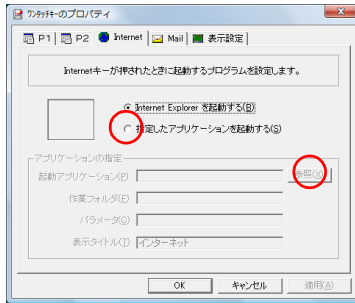 ワンタッチキーのプロパティ
P1 P2 Internet Mail 表示設定
Internetキーが押されたときに起動するプログラムを設定します。
Internet Explorer を起動する(B)
指定したアプリケーションを起動する(S)
アプリケーションの指定
起動アプリケーション(P) 参照(X)
作業フォルダ(F)
パラメータ(C)
表示タイトル(T) インターネット
OK キャンセル 適用(A)